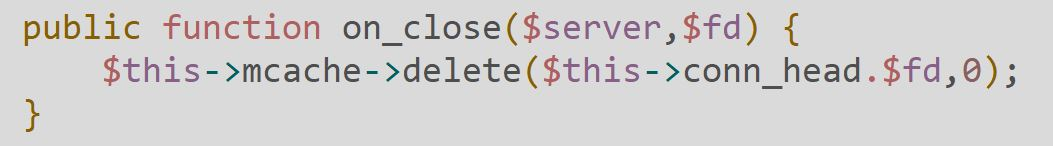 public function on_close($server,$fd) {
    $this->mcache->delete($this->conn_head.$fd,0);
}